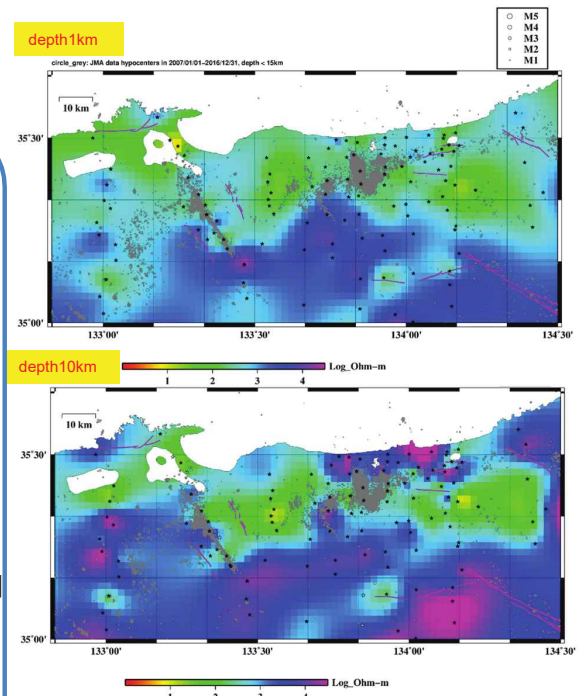 depth1km
M5
M4
M3
M2
M1
circle_grey: JMA data hypocenters in 2007/01/01-2016/12/31, depth < 15km
10 km
35˚30'
35˚00'
133˚00' 133˚30' 134˚00' 134˚30'
Log_Ohm-m
1 2 3 4
depth10km
10 km
35˚30'
35˚00'
133˚00' 133˚30' 134˚00' 134˚30'
Log_Ohm-m
1 2 3 4